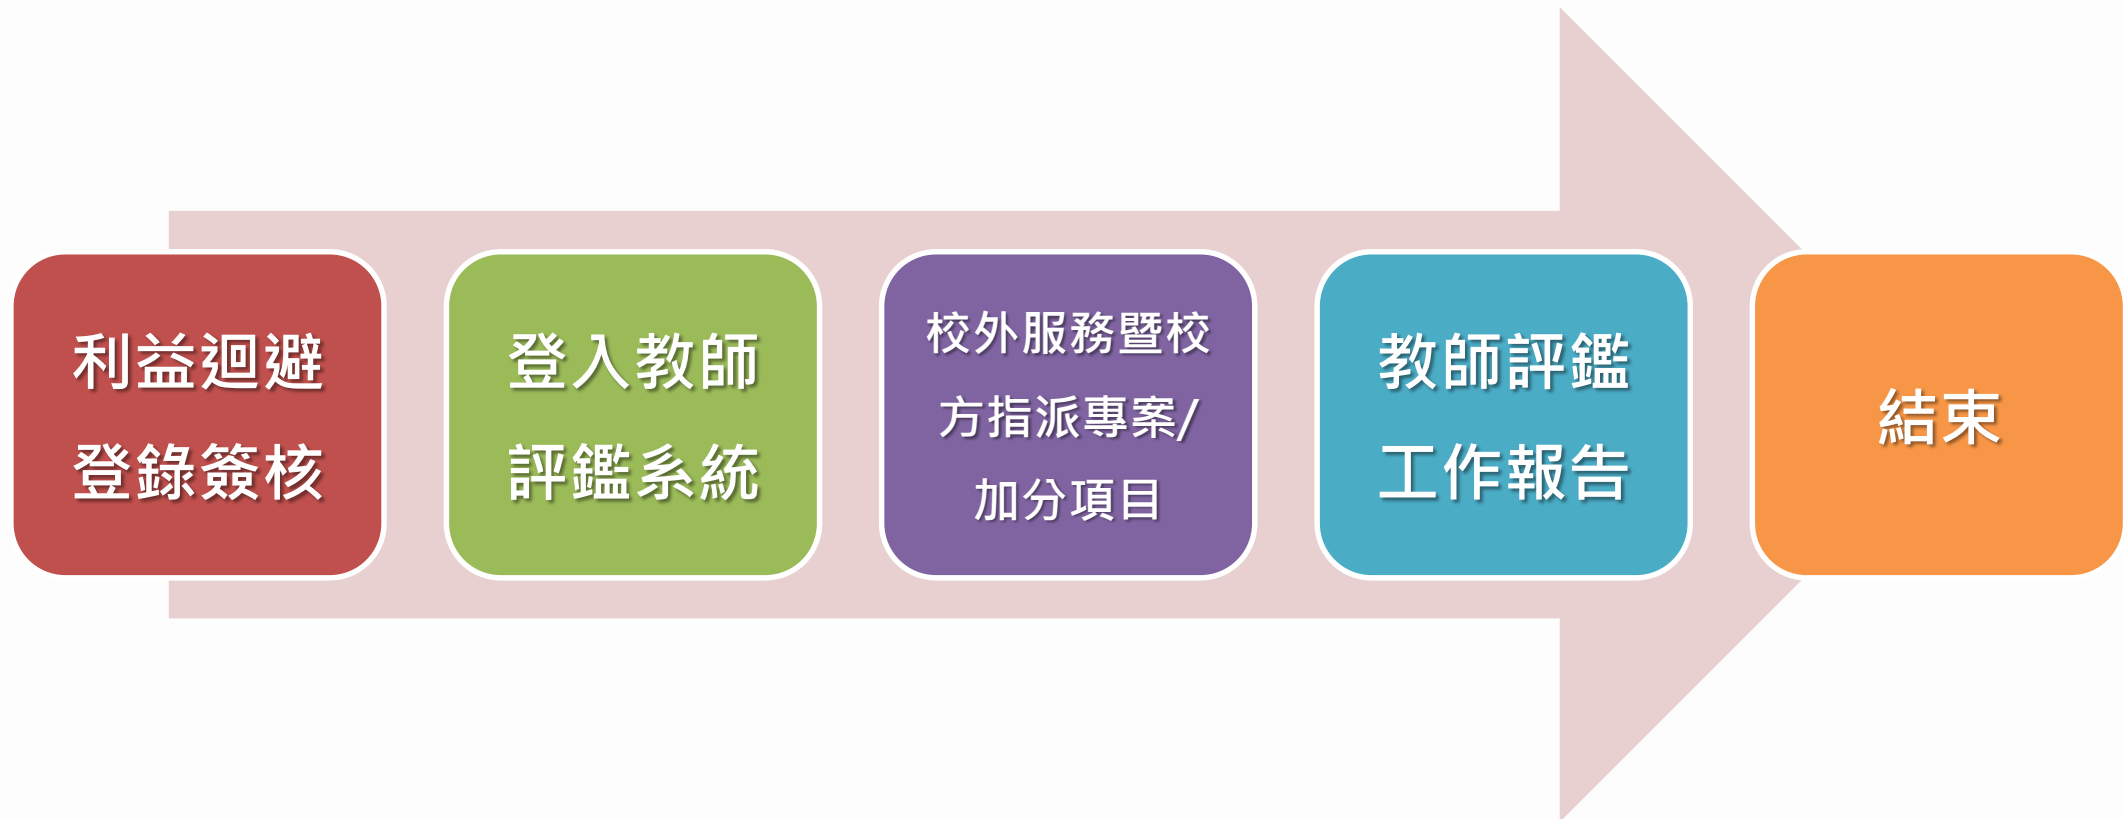 利益迴避
登錄簽核
登入教師
評鑑系統
校外服務暨校
方指派專案/
加分項目
教師評鑑
工作報告
結束